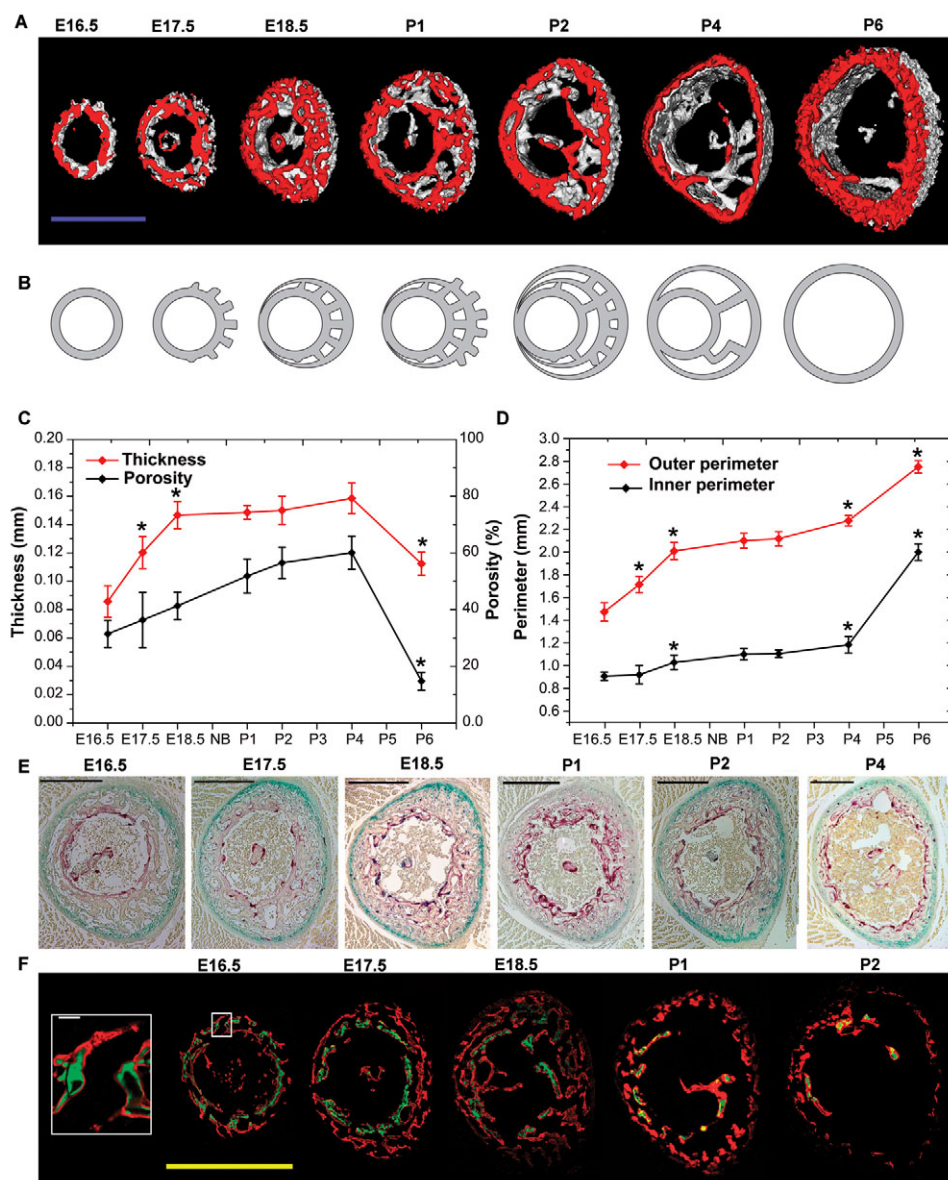 A
E16.5 E17.5 E18.5 P1 P2 P4 P6
B
C
0.20
0.16
0.12
0.08
0.06
0.04
0.02
0.00
Thickness (mm)
Thickness
Porosity
* * * *
100
80
60
40
20
0.0
Porosity (%)
E16.5 E17.5 E18.5 NB P1 P2 P3 P4 P5 P6
D
3.0
2.8
2.6
2.4
2.2
2.0
1.8
1.6
1.4
1.2
1.0
0.9
0.8
0.6
0.5
Perimeter (mm)
Outer perimeter
Inner perimeter
* * * * * * *
E16.5 E17.5 E18.5 NB P1 P2 P3 P4 P5 P6
E
E16.5 E17.5 E18.5 P1 P2 P4
F
E16.5 E17.5 E18.5 P1 P2